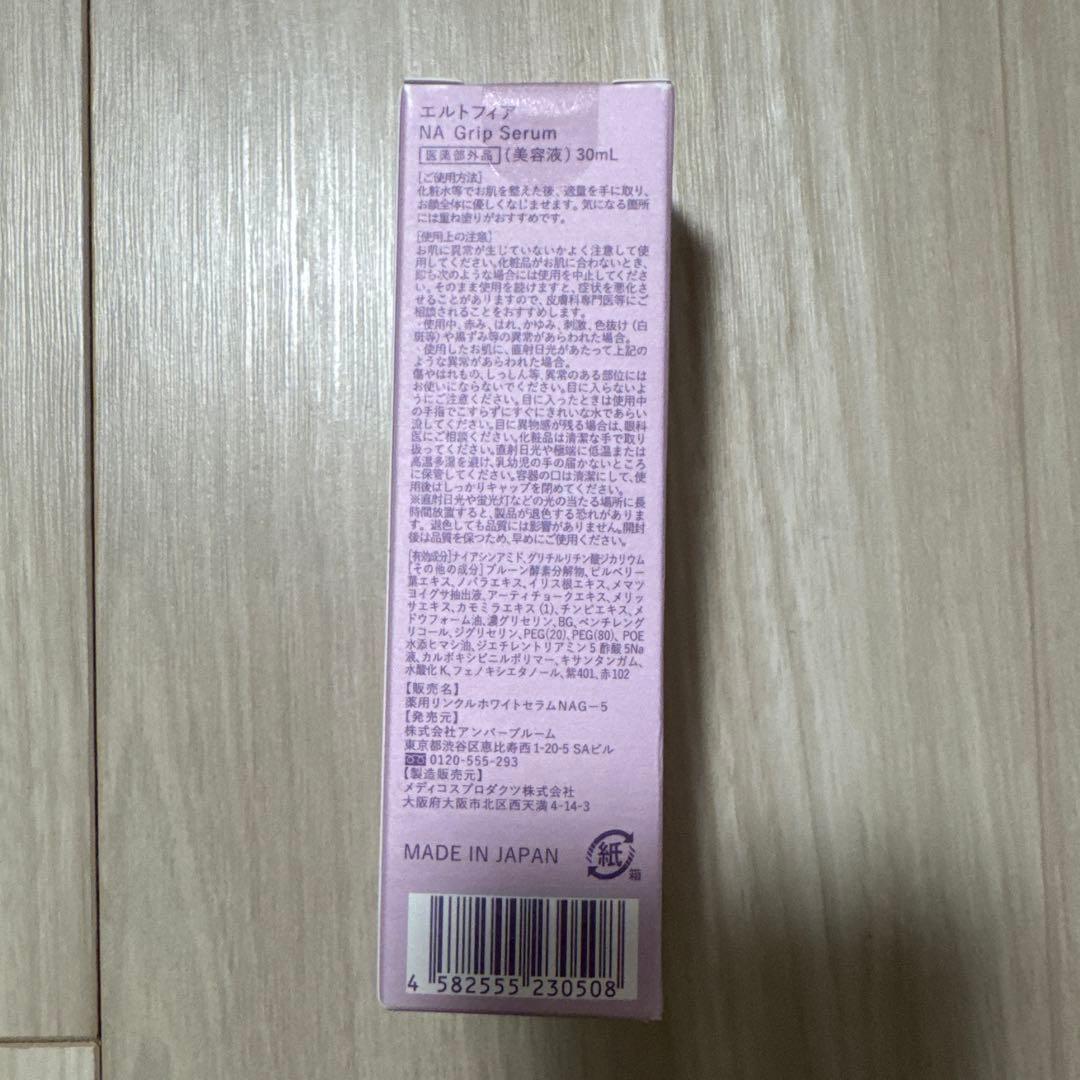 エルトフィア
NA Grip Serum
医薬部外品 (美容液) 30mL
[ご使用方法]
化粧水等でお肌を整えた後、適量を手に取り、
お顔全体に優しくなじませます。気になる箇所
には重ね塗りがおすすめです。
[使用上の注意]
お肌に異常が生じていないかよく注意して使
用してください。化粧品がお肌に合わないとき、
即ち次のような場合には使用を中止してくださ
い。そのまま使用を続けますと、症状を悪化さ
せることがありますので、皮膚科専門医等にご
相談されることをおすすめします。
・使用中、赤み、はれ、かゆみ、刺激、色抜け(白
斑等)や黒ずみ等の異常があらわれた場合。
・使用したお肌に、直射日光があたって上記の
ような異常があらわれた場合。
傷やはれもの、しっしん等、異常のある部位には
お使いにならないでください。目に入らないよ
うにご注意ください。目に入ったときは使用中
の手指でこすらずにすぐにきれいな水であらい
流してください。目に異物感が残る場合は、眼科
医にご相談ください。化粧品は清潔な手で取り
扱ってください。直射日光や極端に低温または
高温多湿を避け、乳幼児の手の届かないところ
に保管してください。容器の口は清潔にして、使
用後はしっかりキャップを閉めてください。
※直射日光や蛍光灯などの光の当たる場所に長
時間放置すると、製品が退色する恐れがありま
す。退色しても品質には影響がありません。開封
後は品質を保つため、早めにご使用ください。
[有効成分]ナイアシンアミド、グリチルリチン酸ジカリウム
[その他の成分]プルーン酵素分解物、ビルベリー
葉エキス、ノバラエキス、イリス根エキス、メマツ
ヨイグサ抽出液、アーティチョークエキス、メリッ
サエキス、カモミラエキス(1)、チンピエキス、メ
ドウフォーム油、濃グリセリン、BG、ペンチレング
リコール、ジグリセリン、PEG(20)、PEG(80)、POE
水添ヒマシ油、ジエチレントリアミン5酢酸5Na
液、カルボキシビニルポリマー、キサンタンガム、
水酸化K、フェノキシエタノール、紫401、赤102
【販売名】
薬用リンクルホワイトセラムNAG-5
【発売元】
株式会社アンバーブルーム
東京都渋谷区恵比寿西1-20-5 SAビル
0120-555-293
【製造販売元】
メディコスプロダクツ株式会社
大阪府大阪市北区西天満4-14-3
MADE IN JAPAN
紙
箱
4 582555 230508